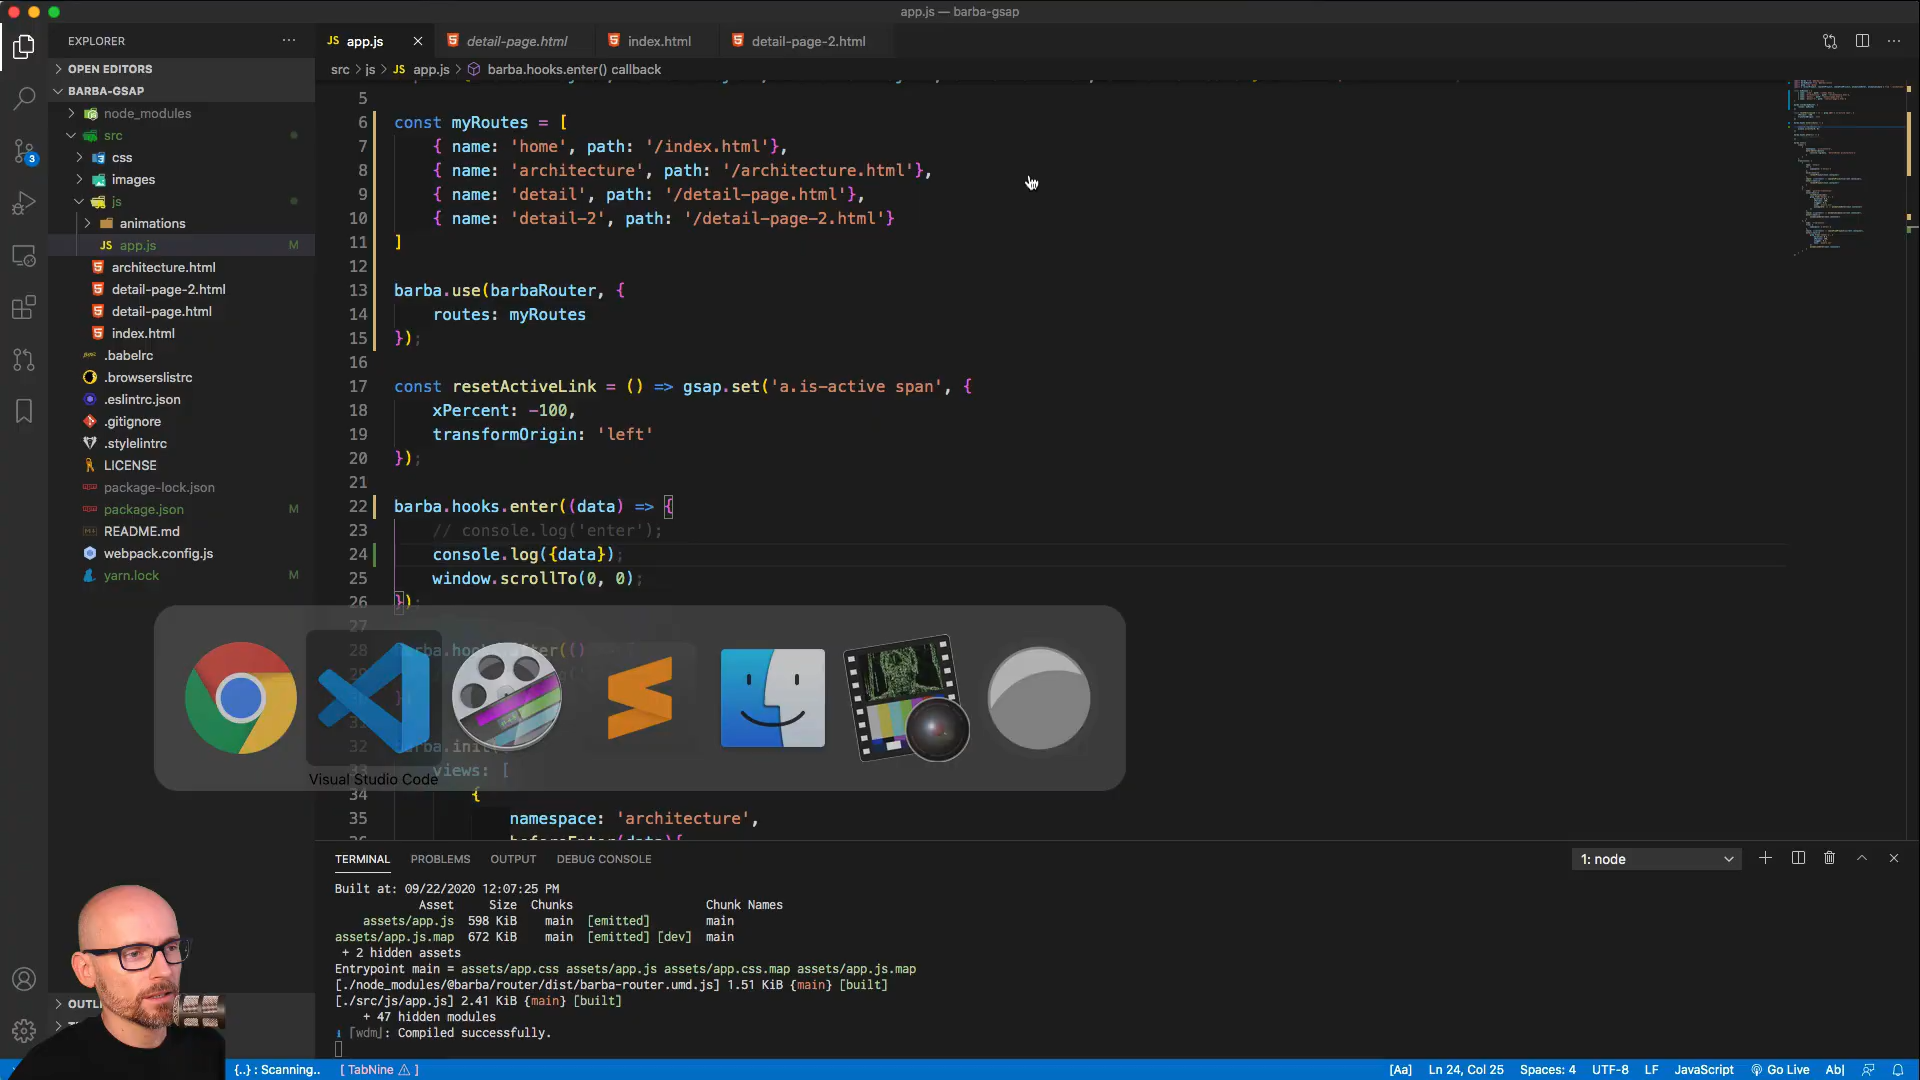 app.js — barba-gsap
EXPLORER
OPEN EDITORS
BARBA-GSAP
node_modules
src
css
images
js
animations
JS app.js M
architecture.html
detail-page-2.html
detail-page.html
index.html
.babelrc
.browserslistrc
.eslintrc.json
.gitignore
.stylelintrc
LICENSE
package-lock.json
package.json M
README.md
webpack.config.js
yarn.lock M
3
JS app.js
detail-page.html
index.html
detail-page-2.html
src > js > JS app.js > barba.hooks.enter() callback
5
6 const myRoutes = [
7 { name: 'home', path: '/index.html'},
8 { name: 'architecture', path: '/architecture.html'},
9 { name: 'detail', path: '/detail-page.html'},
10 { name: 'detail-2', path: '/detail-page-2.html'}
11 ]
12
13 barba.use(barbaRouter, {
14 routes: myRoutes
15 });
16
17 const resetActiveLink = () => gsap.set('a.is-active span', {
18 xPercent: -100,
19 transformOrigin: 'left'
20 });
21
22 barba.hooks.enter((data) => {
23 // console.log('enter');
24 console.log({data});
25 window.scrollTo(0, 0);
26 });
27
28
32
views: [
34 {
35 namespace: 'architecture',
Visual Studio Code
TERMINAL PROBLEMS OUTPUT DEBUG CONSOLE
1: node
Built at: 09/22/2020 12:07:25 PM
Asset Size Chunks Chunk Names
assets/app.js 598 KiB main [emitted] main
assets/app.js.map 672 KiB main [emitted] [dev] main
+ 2 hidden assets
Entrypoint main = assets/app.css assets/app.js assets/app.css.map assets/app.js.map
[./node_modules/@barba/router/dist/barba-router.umd.js] 1.51 KiB {main} [built]
[./src/js/app.js] 2.41 KiB {main} [built]
+ 47 hidden modules
ℹ ｢wdm｣: Compiled successfully.
{..} : Scanning..
[ TabNine ⚠ ]
[Aa]
Ln 24, Col 25
Spaces: 4
UTF-8
LF
JavaScript
Go Live
Ab|